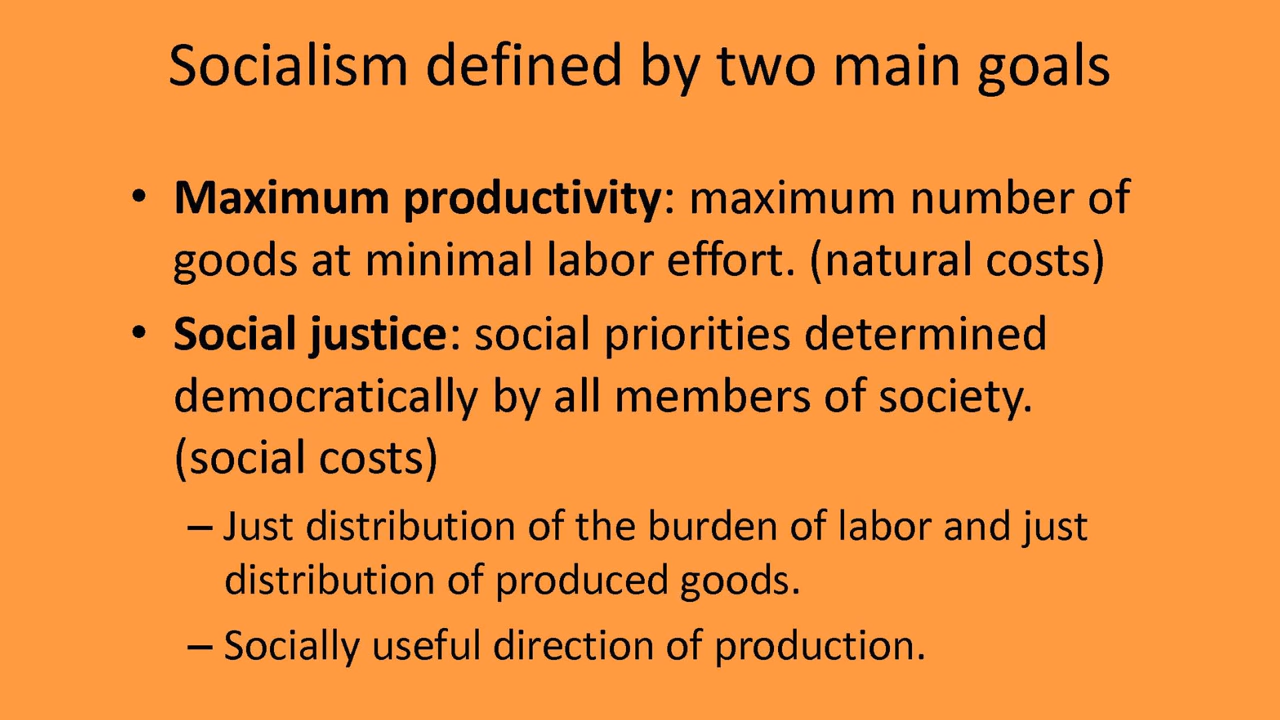 Socialism defined by two main goals
• Maximum productivity: maximum number of
goods at minimal labor effort. (natural costs)
• Social justice: social priorities determined
democratically by all members of society.
(social costs)
– Just distribution of the burden of labor and just
distribution of produced goods.
– Socially useful direction of production.